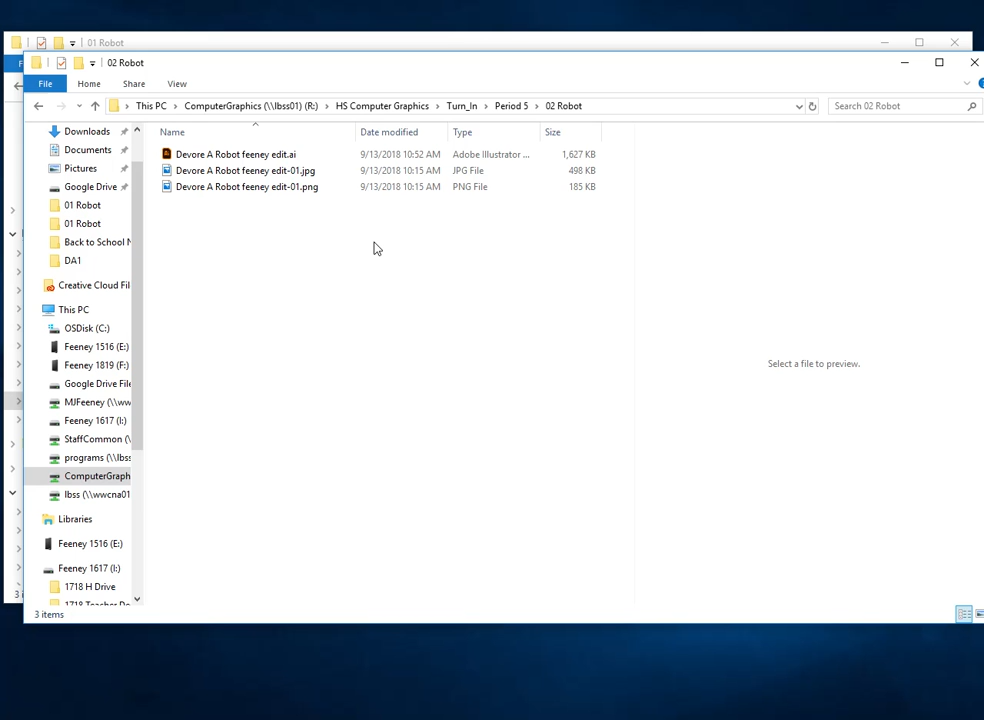 01 Robot
02 Robot
File Home Share View
This PC ComputerGraphics (\\lbss01) (R:) HS Computer Graphics Turn_In Period 5 02 Robot
Search 02 Robot
Name Date modified Type Size
Devore A Robot feeney edit.ai 9/13/2018 10:52 AM Adobe Illustrator ... 1,627 KB
Devore A Robot feeney edit-01.jpg 9/13/2018 10:15 AM JPG File 498 KB
Devore A Robot feeney edit-01.png 9/13/2018 10:15 AM PNG File 185 KB
Downloads
Documents
Pictures
Google Drive
01 Robot
01 Robot
Back to School N
DA1
Creative Cloud Fil
This PC
OSDisk (C:)
Feeney 1516 (E:)
Feeney 1819 (F:)
Google Drive File
MJFeeney (\\ww
Feeney 1617 (I:)
StaffCommon (\
programs (\\lbss
ComputerGraph
lbss (\\wwcna01
Libraries
Feeney 1516 (E:)
Feeney 1617 (I:)
1718 H Drive
Select a file to preview.
3 items